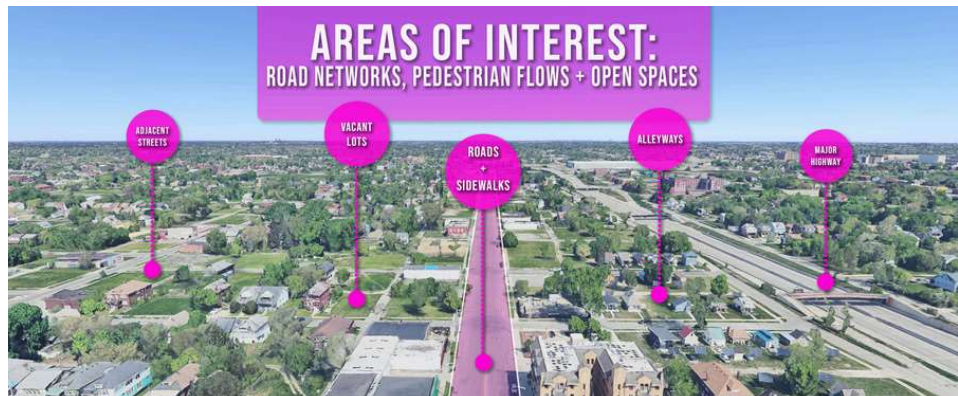 AREAS OF INTEREST:
ROAD NETWORKS, PEDESTRIAN FLOWS + OPEN SPACES
ADJACENT
STREETS
VACANT
LOTS
ROADS
+
SIDEWALKS
ALLEYWAYS
MAJOR
HIGHWAY